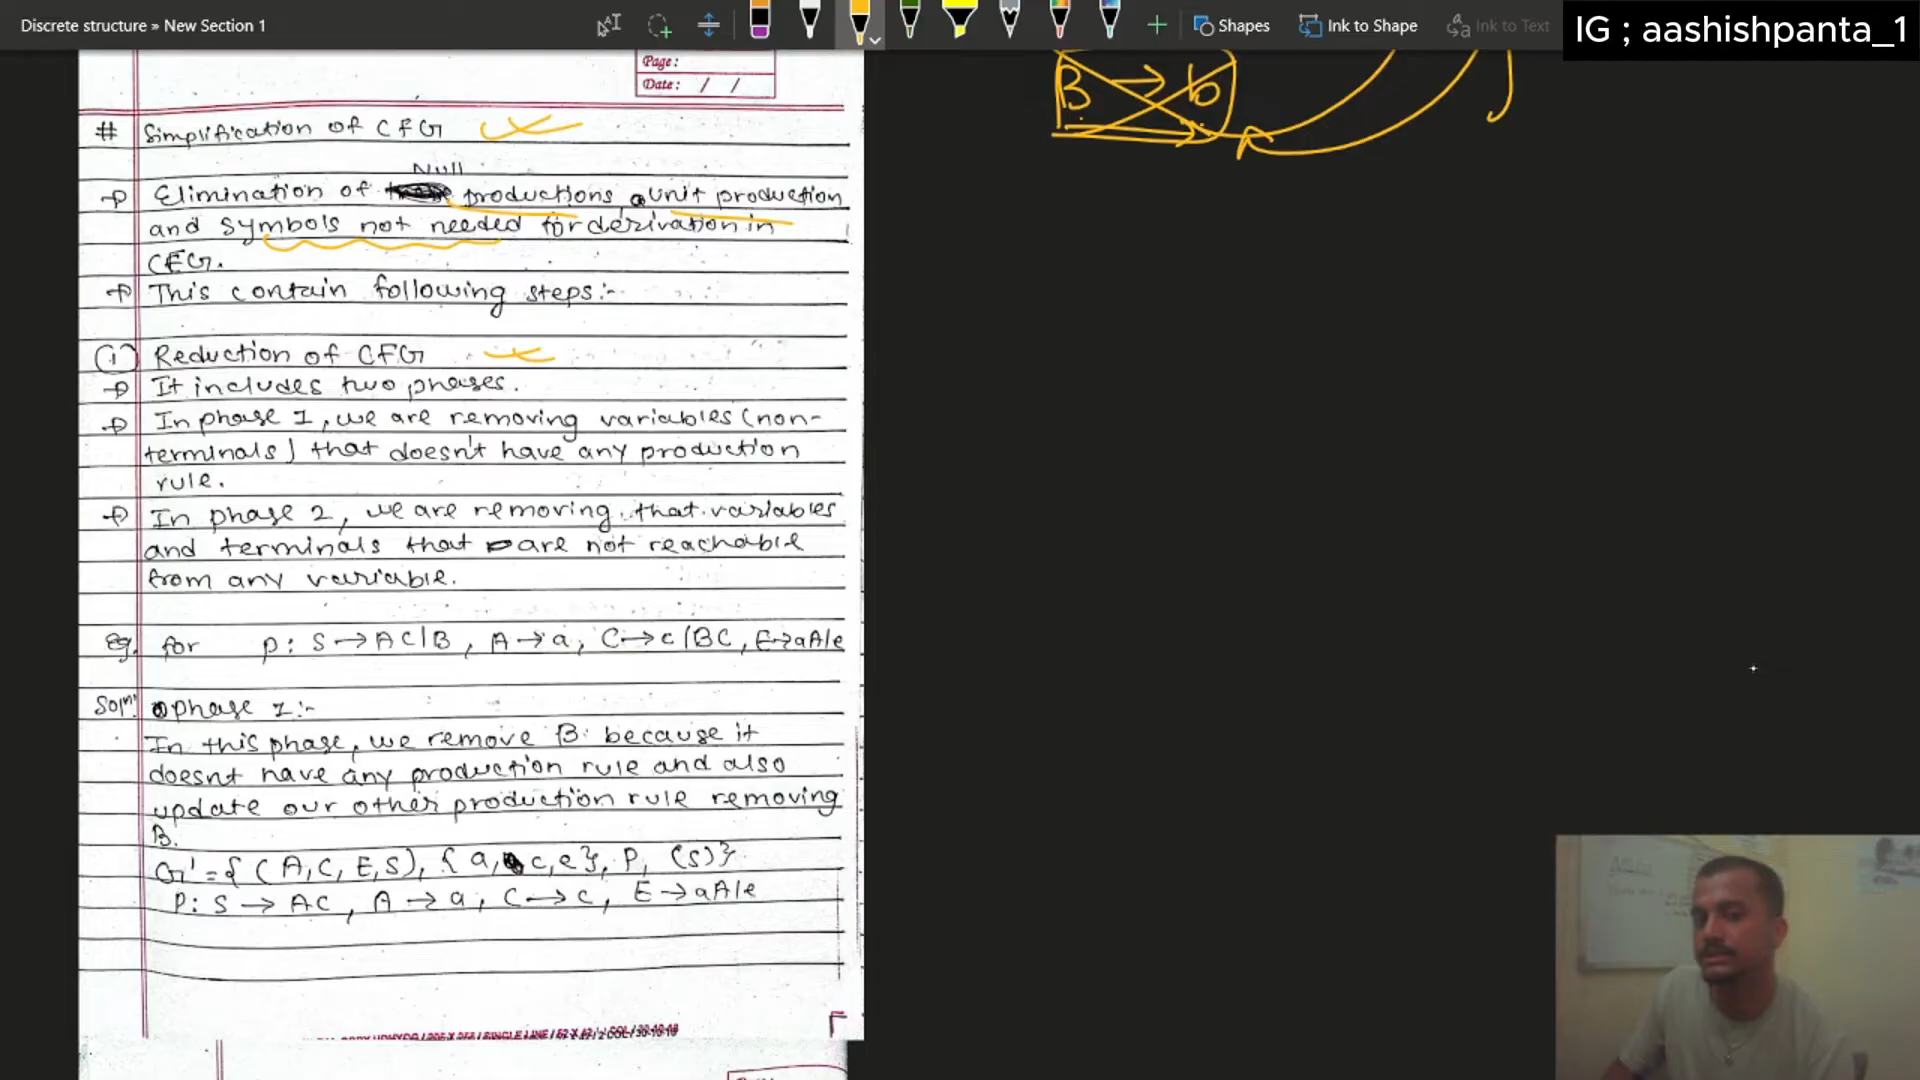 Discrete structure » New Section 1
Shapes
Ink to Shape
Ink to Text
IG ; aashishpanta_1
Page :
Date : / /
B → b
# Simplification of CFG
Null
→ Elimination of productions, unit production
and symbols not needed for derivation in
CFG.
→ This contain following steps:-
① Reduction of CFG
→ It includes two phases.
→ In phase 1, we are removing variables (non-
terminals) that doesn't have any production
rule.
→ In phase 2, we are removing that variables
and terminals that are not reachable
from any variable.
eg. for P: S → AC|B, A → a, C → c|BC, E → aA|e
Soln: phase 1:-
In this phase, we remove B because it
doesnt have any production rule and also
update our other production rule removing
B.
G' = { (A, C, E, S), { a, c, e}, P, (S)}
P: S → AC, A → a, C → c, E → aA|e